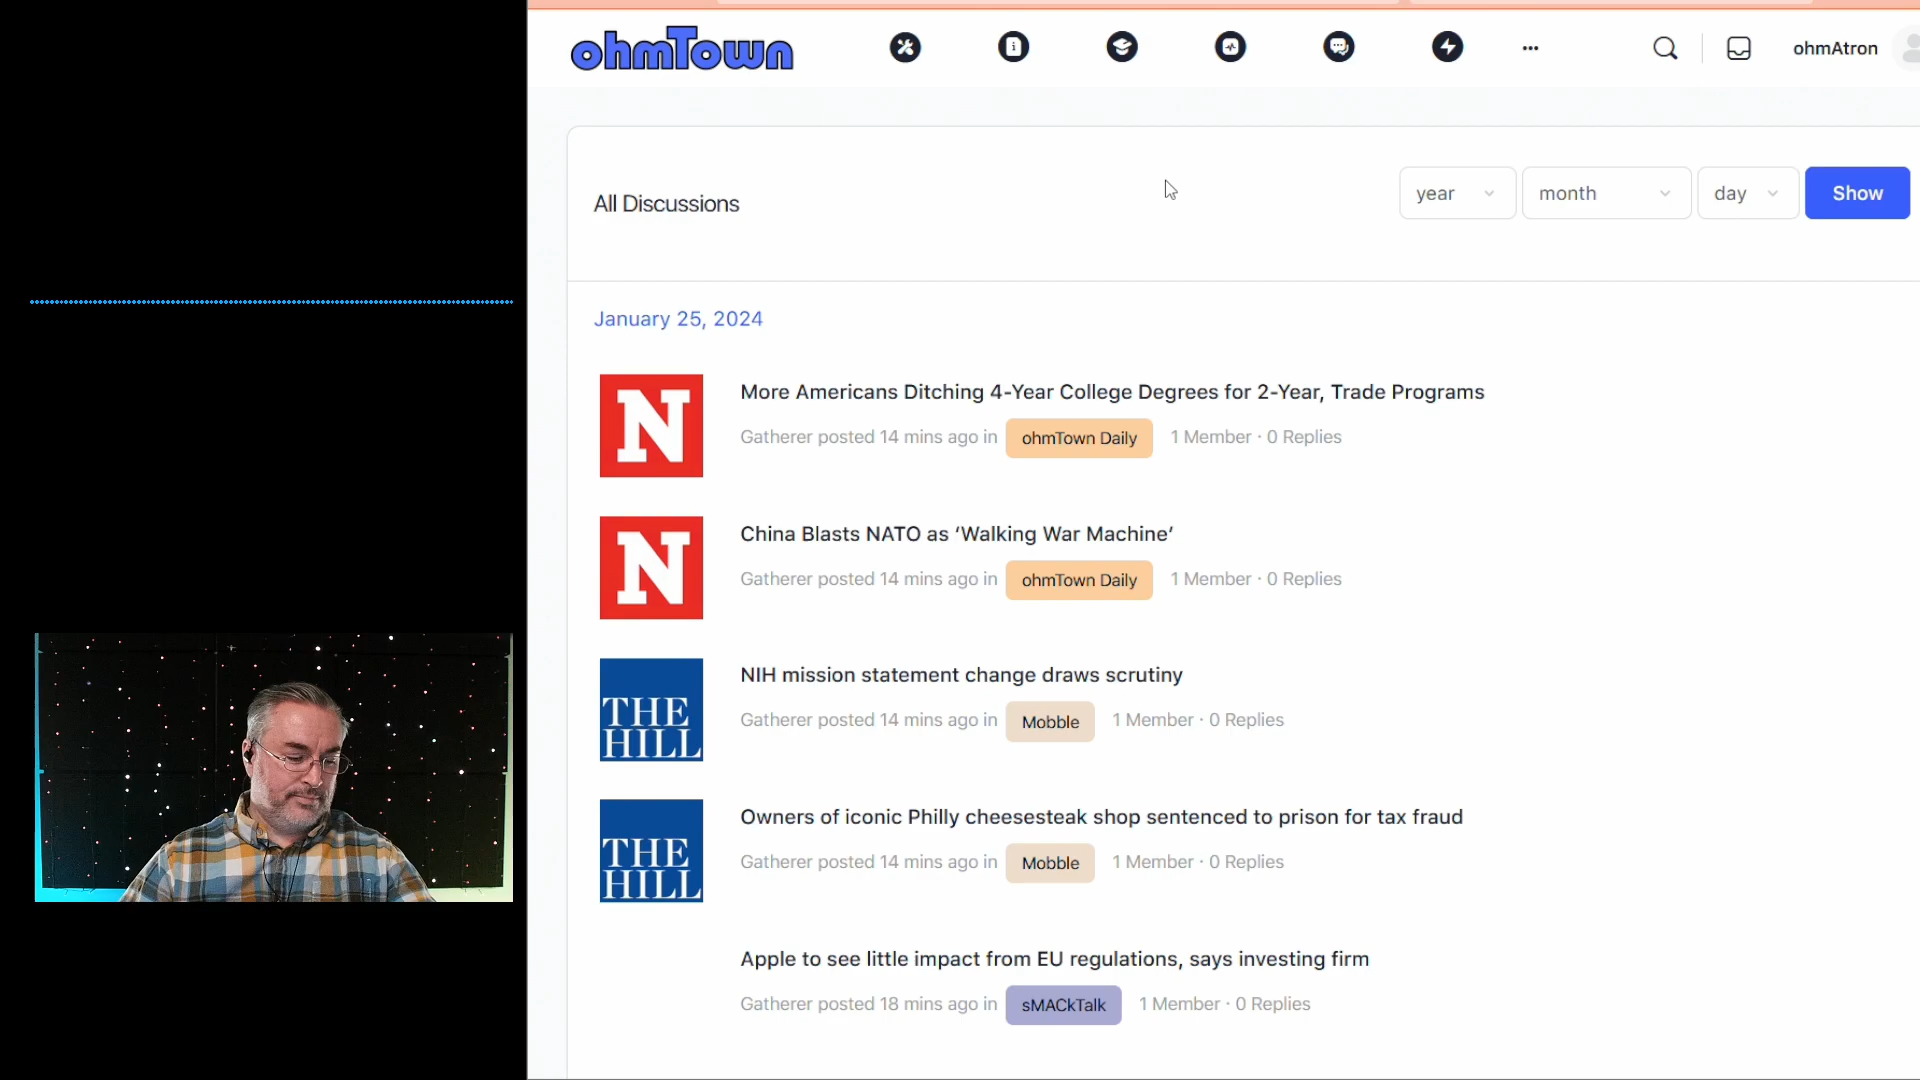 ohmTown
ohmAtron
All Discussions
year
month
day
Show
January 25, 2024
N
More Americans Ditching 4-Year College Degrees for 2-Year, Trade Programs
Gatherer posted 14 mins ago in ohmTown Daily 1 Member · 0 Replies
N
China Blasts NATO as ‘Walking War Machine’
Gatherer posted 14 mins ago in ohmTown Daily 1 Member · 0 Replies
THE
HILL
NIH mission statement change draws scrutiny
Gatherer posted 14 mins ago in Mobble 1 Member · 0 Replies
THE
HILL
Owners of iconic Philly cheesesteak shop sentenced to prison for tax fraud
Gatherer posted 14 mins ago in Mobble 1 Member · 0 Replies
Apple to see little impact from EU regulations, says investing firm
Gatherer posted 18 mins ago in sMACkTalk 1 Member · 0 Replies